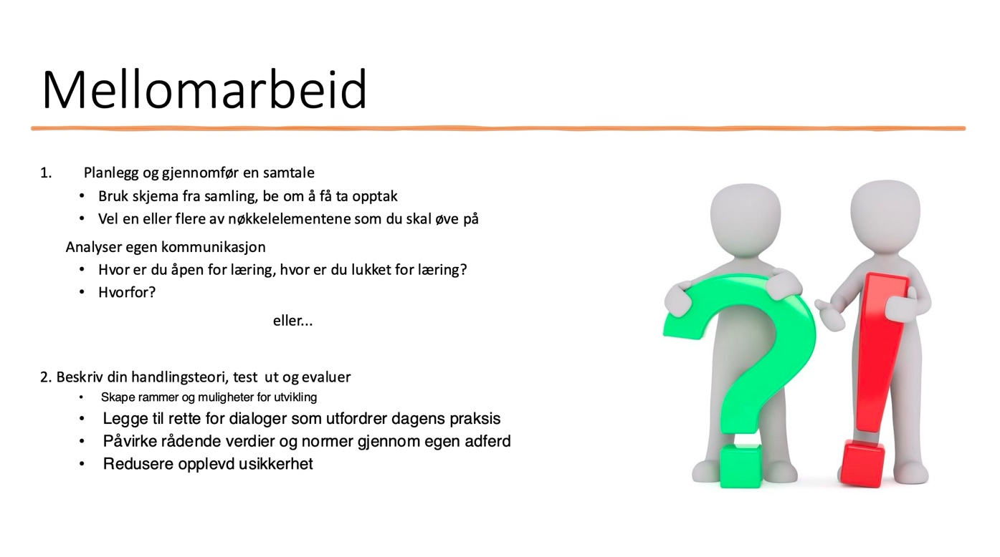 Mellomarbeid
1. Planlegg og gjennomfør en samtale
• Bruk skjema fra samling, be om å få ta opptak
• Vel en eller flere av nøkkelelementene som du skal øve på
Analyser egen kommunikasjon
• Hvor er du åpen for læring, hvor er du lukket for læring?
• Hvorfor?
eller...
2. Beskriv din handlingsteori, test  ut og evaluer
• Skape rammer og muligheter for utvikling
• Legge til rette for dialoger som utfordrer dagens praksis
• Påvirke rådende verdier og normer gjennom egen adferd
• Redusere opplevd usikkerhet